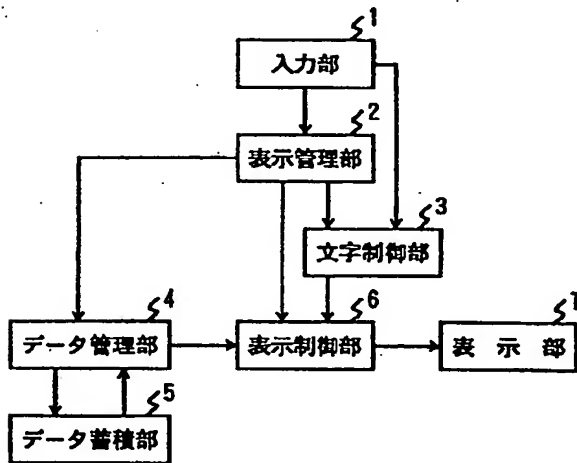 1
入力部
2
表示管理部
3
文字制御部
4
データ管理部
6
表示制御部
7
表示部
5
データ蓄積部